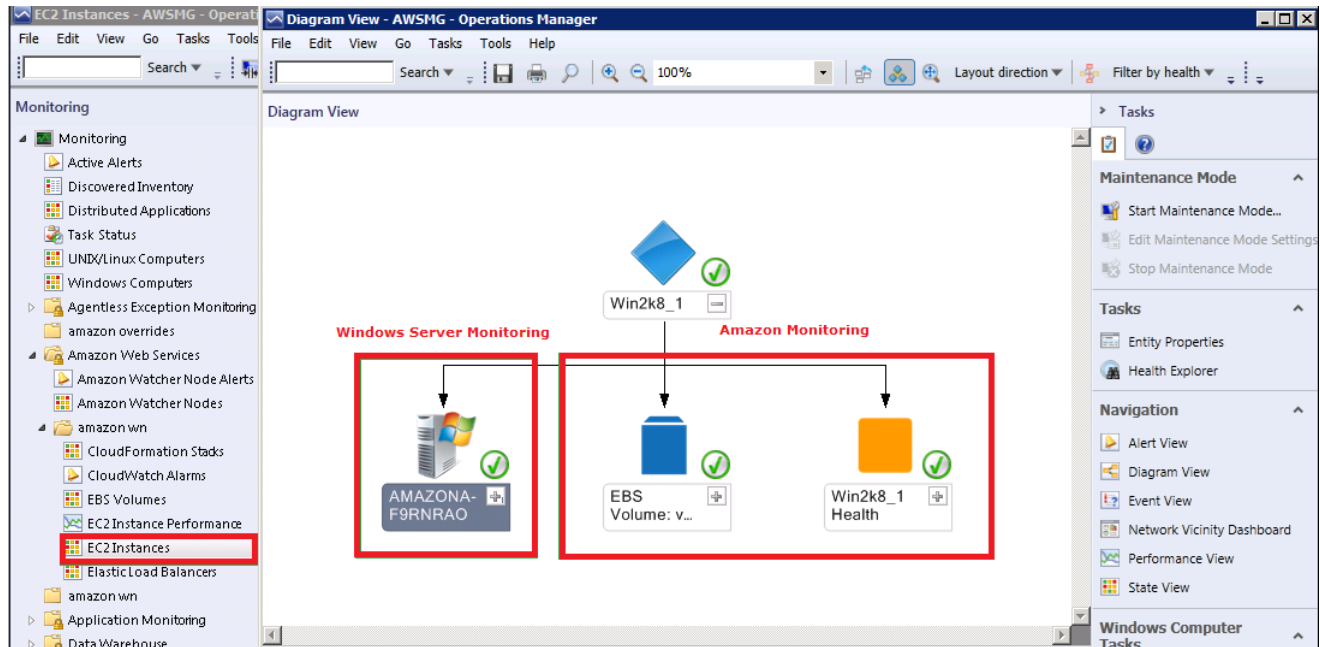 EC2 Instances - AWSMG - Operati
File Edit View Go Tasks Tools
Search
Monitoring
Monitoring
Active Alerts
Discovered Inventory
Distributed Applications
Task Status
UNIX/Linux Computers
Windows Computers
Agentless Exception Monitoring
amazon overrides
Amazon Web Services
Amazon Watcher Node Alerts
Amazon Watcher Nodes
amazon wn
CloudFormation Stacks
CloudWatch Alarms
EBS Volumes
EC2 Instance Performance
EC2 Instances
Elastic Load Balancers
amazon wn
Application Monitoring
Data Warehouse
Diagram View - AWSMG - Operations Manager
File Edit View Go Tasks Tools Help
Search 100% Layout direction Filter by health
Diagram View
Win2k8_1
Windows Server Monitoring
Amazon Monitoring
AMAZONA-
F9RNRAO
EBS
Volume: v...
Win2k8_1
Health
Tasks
Maintenance Mode
Start Maintenance Mode...
Edit Maintenance Mode Settings
Stop Maintenance Mode
Tasks
Entity Properties
Health Explorer
Navigation
Alert View
Diagram View
Event View
Network Vicinity Dashboard
Performance View
State View
Windows Computer
Tasks